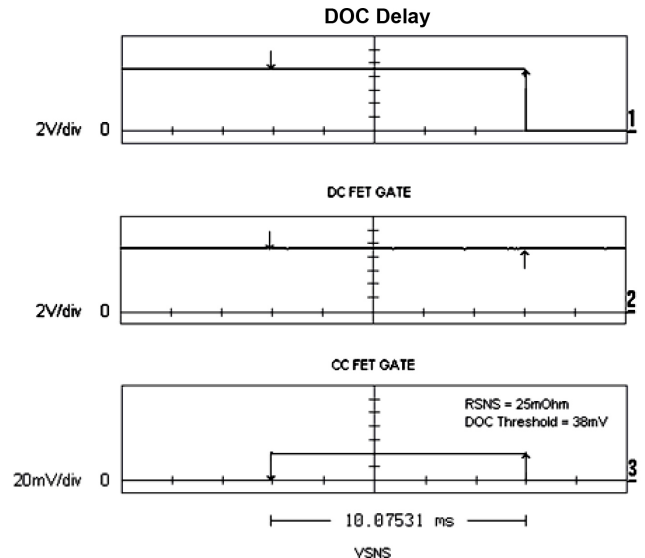 DOC Delay
2V/div 0
1
DC FET GATE
2V/div 0
2
CC FET GATE
RSNS = 25mOhm
DOC Threshold = 38mV
20mV/div 0
3
10.07531 ms
VSNS